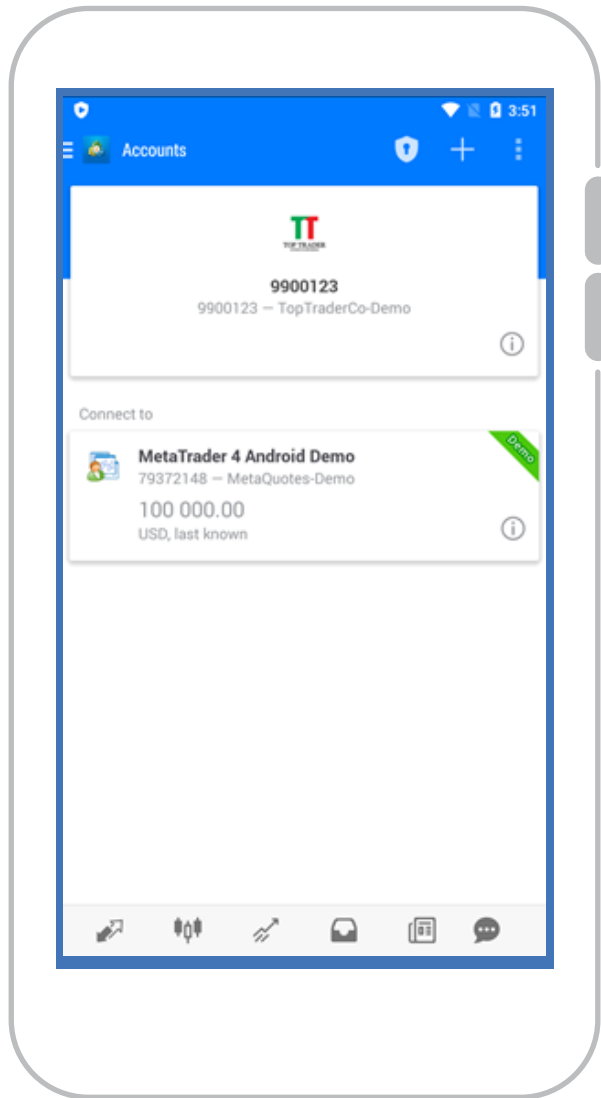 3:51
Accounts
TT
TOP TRADER
9900123
9900123 — TopTraderCo-Demo
Connect to
MetaTrader 4 Android Demo
Demo
79372148 — MetaQuotes-Demo
100 000.00
USD, last known